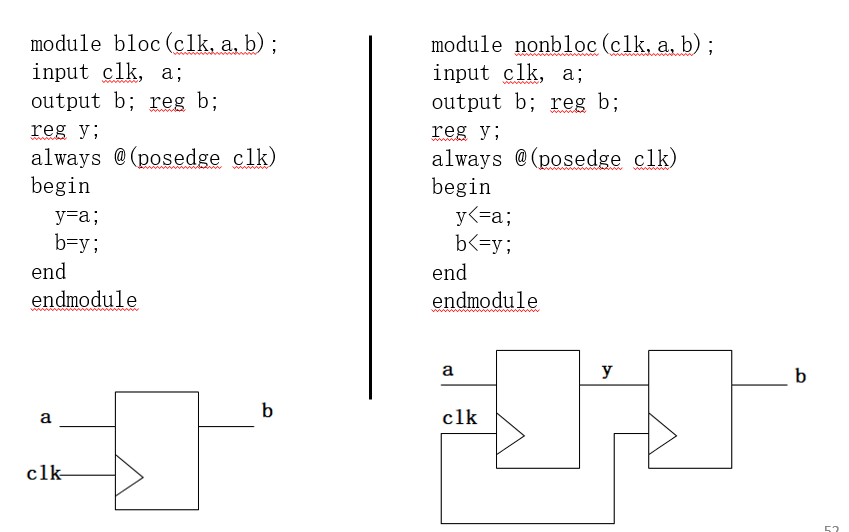 module bloc(clk,a,b);
input clk, a;
output b; reg b;
reg y;
always @(posedge clk)
begin
  y=a;
  b=y;
end
endmodule
a
b
clk
module nonbloc(clk,a,b);
input clk, a;
output b; reg b;
reg y;
always @(posedge clk)
begin
  y<=a;
  b<=y;
end
endmodule
a
y
b
clk
52